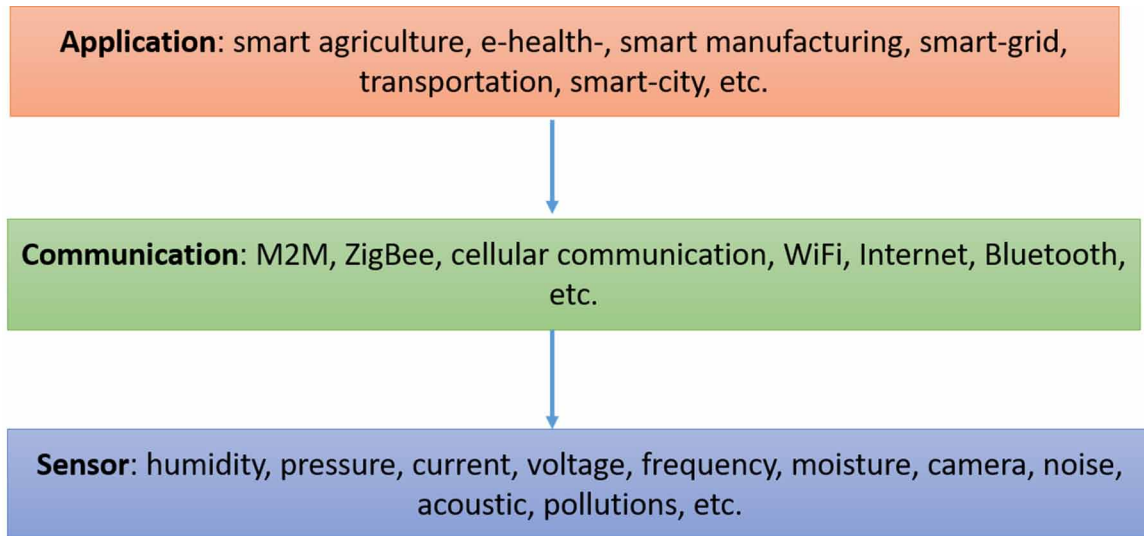 Application: smart agriculture, e-health-, smart manufacturing, smart-grid,
transportation, smart-city, etc.
Communication: M2M, ZigBee, cellular communication, WiFi, Internet, Bluetooth,
etc.
Sensor: humidity, pressure, current, voltage, frequency, moisture, camera, noise,
acoustic, pollutions, etc.